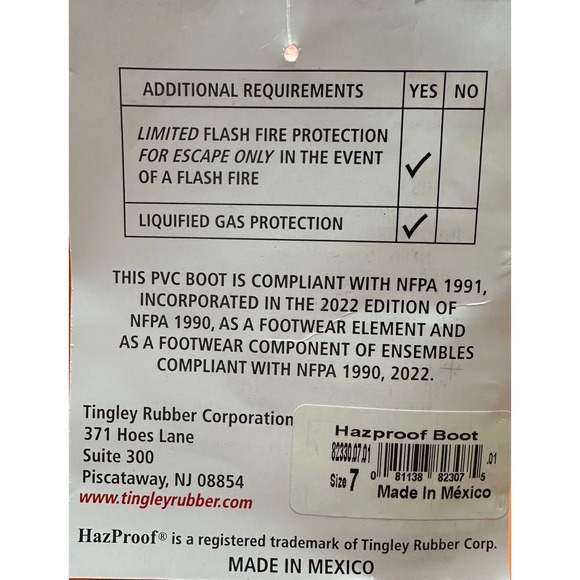 ADDITIONAL REQUIREMENTS YES NO
LIMITED FLASH FIRE PROTECTION
FOR ESCAPE ONLY IN THE EVENT
OF A FLASH FIRE ✓
LIQUIFIED GAS PROTECTION ✓
THIS PVC BOOT IS COMPLIANT WITH NFPA 1991,
INCORPORATED IN THE 2022 EDITION OF
NFPA 1990, AS A FOOTWEAR ELEMENT AND
AS A FOOTWEAR COMPONENT OF ENSEMBLES
COMPLIANT WITH NFPA 1990, 2022.
Tingley Rubber Corporation
371 Hoes Lane
Suite 300
Piscataway, NJ 08854
www.tingleyrubber.com
Hazproof Boot
82330.07.01
.01
Size 7
0 81138 82307 5
Made In México
HazProof® is a registered trademark of Tingley Rubber Corp.
MADE IN MEXICO